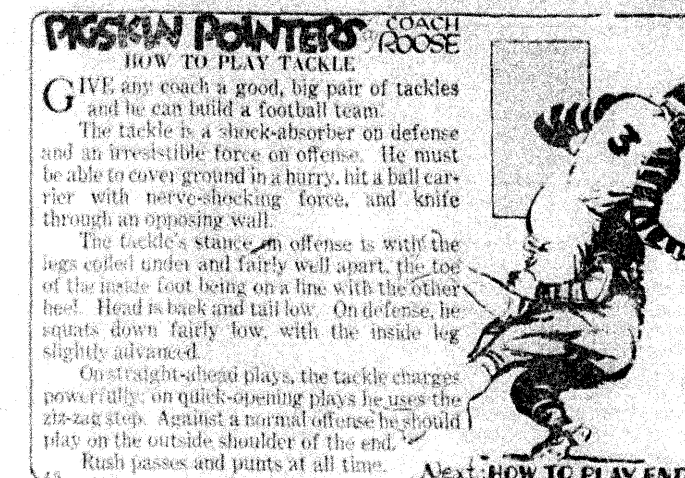 PIGSKIN POINTERS By COACH ROOSE
HOW TO PLAY TACKLE
GIVE any coach a good, big pair of tackles
and he can build a football team.
The tackle is a shock-absorber on defense
and an irresistible force on offense. He must
be able to cover ground in a hurry, hit a ball car-
rier with nerve-shocking force, and knife
through an opposing wall.
The tackle's stance on offense is with the
legs coiled under and fairly well apart, the toe
of the inside foot being on a line with the other
heel. Head is back and tail low. On defense, he
squats down fairly low, with the inside leg
slightly advanced.
On straight-ahead plays, the tackle charges
powerfully; on quick-opening plays he uses the
ziz-zag step. Against a normal offense he should
play on the outside shoulder of the end.
Rush passes and punts at all time.
Next: HOW TO PLAY END
3